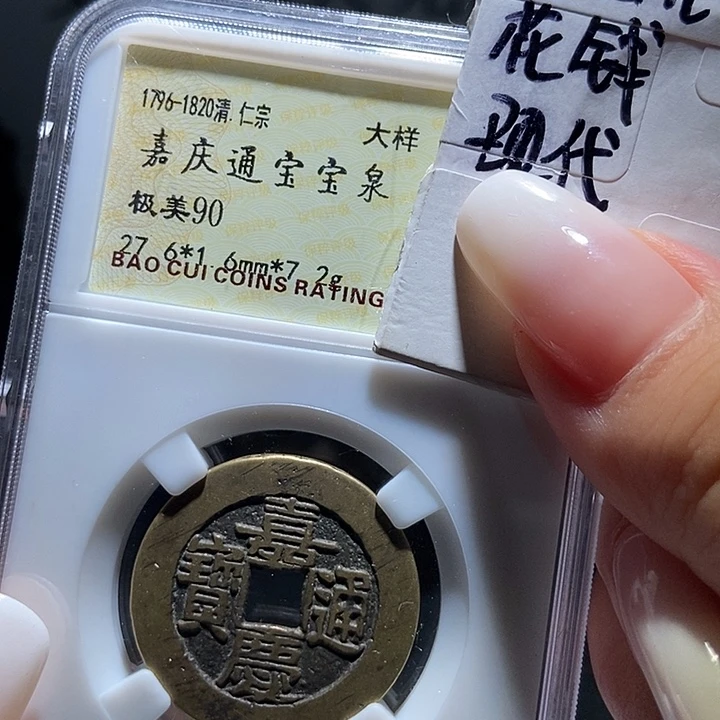 1796-1820清.仁宗
大样
嘉庆通宝宝泉
极美90
27.6*1.6mm*7.2g
BAO CUI COINS RATING
花钱
现代
嘉慶通寶